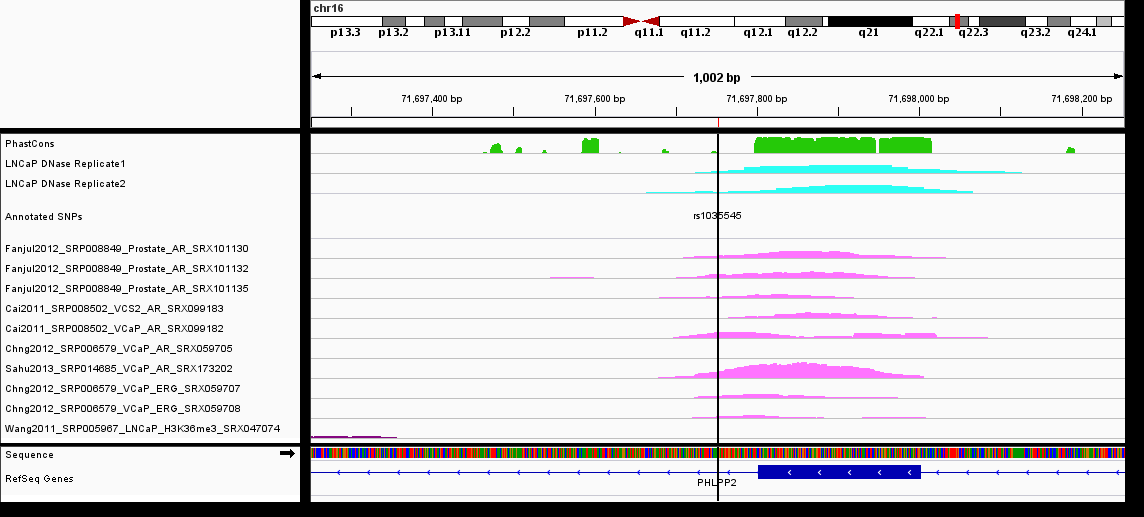 chr16
p13.3 p13.2 p13.11 p12.2 p11.2 q11.1 q11.2 q12.1 q12.2 q21 q22.1 q22.3 q23.2 q24.1
1,002 bp
71,697,400 bp 71,697,600 bp 71,697,800 bp 71,698,000 bp 71,698,200 bp
PhastCons
LNCaP DNase Replicate1
LNCaP DNase Replicate2
Annotated SNPs
rs1035545
Fanjul2012_SRP008849_Prostate_AR_SRX101130
Fanjul2012_SRP008849_Prostate_AR_SRX101132
Fanjul2012_SRP008849_Prostate_AR_SRX101135
Cai2011_SRP008502_VCS2_AR_SRX099183
Cai2011_SRP008502_VCaP_AR_SRX099182
Chng2012_SRP006579_VCaP_AR_SRX059705
Sahu2013_SRP014685_VCaP_AR_SRX173202
Chng2012_SRP006579_VCaP_ERG_SRX059707
Chng2012_SRP006579_VCaP_ERG_SRX059708
Wang2011_SRP005967_LNCaP_H3K36me3_SRX047074
Sequence
RefSeq Genes
PHLPP2